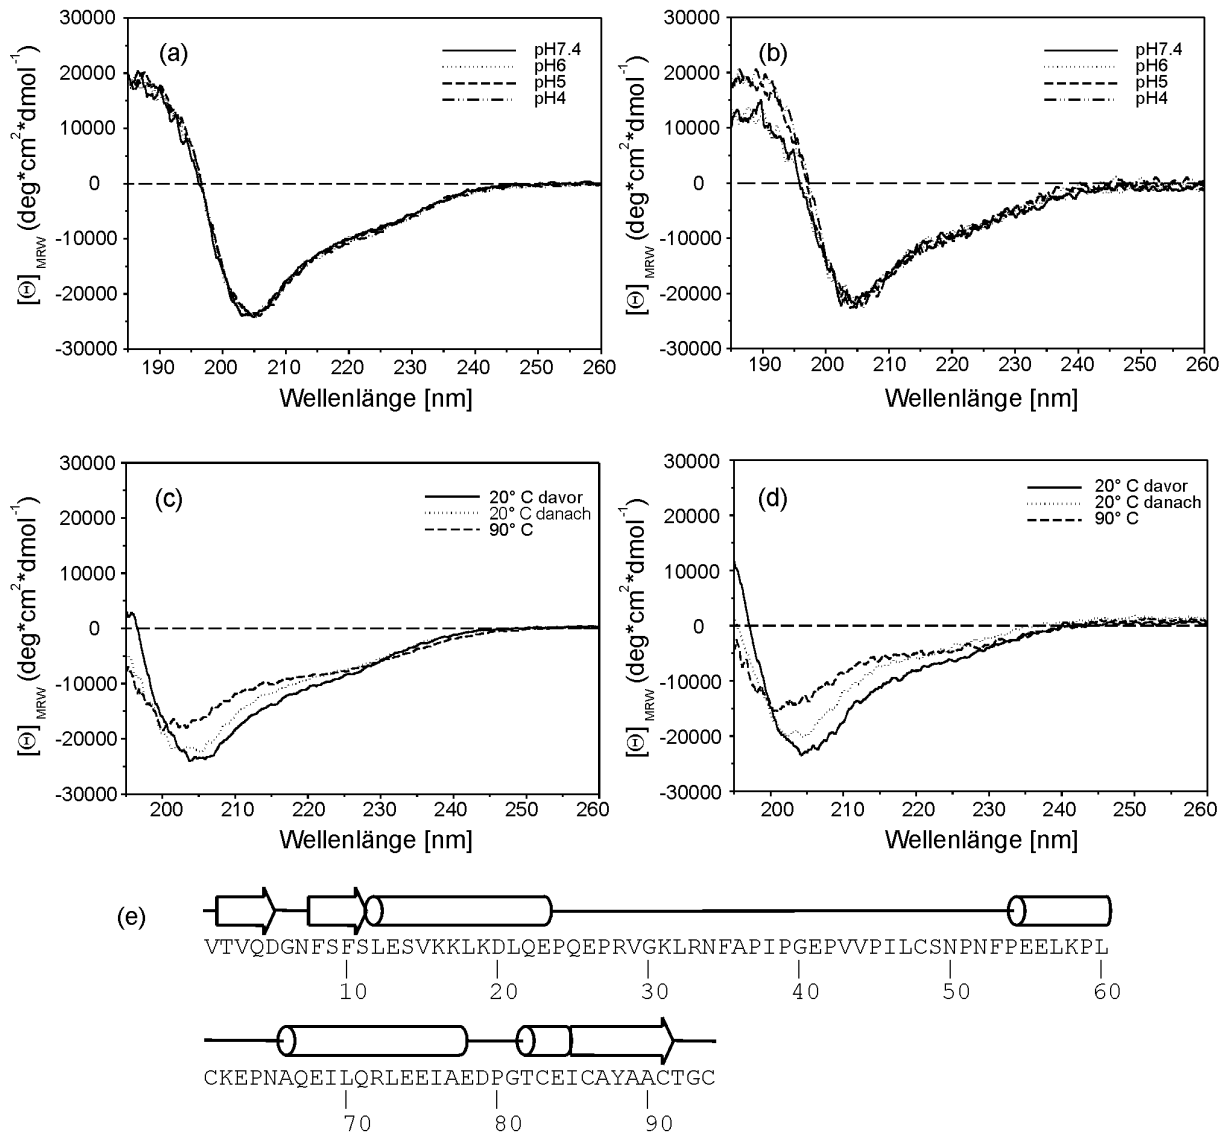 (a)
pH7.4
pH6
pH5
pH4
30000
20000
10000
0
-10000
-20000
-30000
[Θ] MRW (deg*cm²*dmol⁻¹)
190 200 210 220 230 240 250 260
Wellenlänge [nm]
(b)
pH7.4
pH6
pH5
pH4
30000
20000
10000
0
-10000
-20000
-30000
[Θ] MRW (deg*cm²*dmol⁻¹)
190 200 210 220 230 240 250 260
Wellenlänge [nm]
(c)
20° C davor
20° C danach
90° C
30000
20000
10000
0
-10000
-20000
-30000
[Θ] MRW (deg*cm²*dmol⁻¹)
200 210 220 230 240 250 260
Wellenlänge [nm]
(d)
20° C davor
20° C danach
90° C
30000
20000
10000
0
-10000
-20000
-30000
[Θ] MRW (deg*cm²*dmol⁻¹)
200 210 220 230 240 250 260
Wellenlänge [nm]
(e)
VTVQDGNFSFSLESVKKLKDLQEPQEPRVGKLRNFAPIPGEPVVPILCSNPNFPEELKPL
10 20 30 40 50 60
CKEPNAQEILQRLEEIAEDPGTCEICAYAACTGC
70 80 90